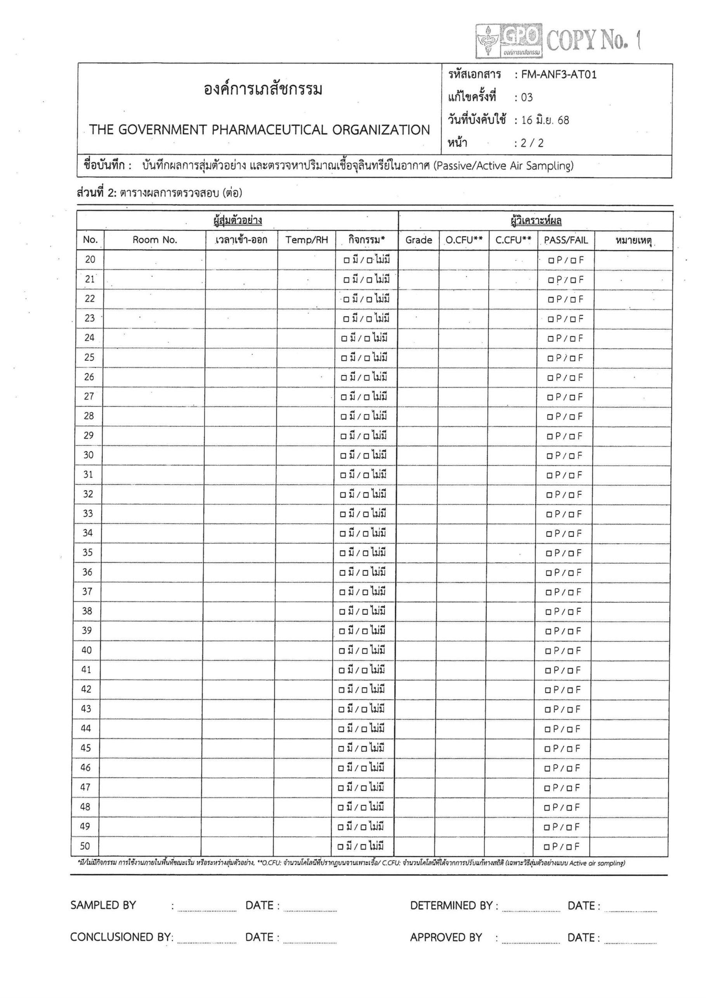 GPO
องค์การเภสัชกรรม
COPY No. 1
องค์การเภสัชกรรม
THE GOVERNMENT PHARMACEUTICAL ORGANIZATION
รหัสเอกสาร : FM-ANF3-AT01
แก้ไขครั้งที่ : 03
วันที่บังคับใช้ : 16 มิ.ย. 68
หน้า : 2 / 2
ชื่อบันทึก : บันทึกผลการสุ่มตัวอย่าง และตรวจหาปริมาณเชื้อจุลินทรีย์ในอากาศ (Passive/Active Air Sampling)
ส่วนที่ 2: ตารางผลการตรวจสอบ (ต่อ)
ผู้สุ่มตัวอย่าง ผู้วิเคราะห์ผล
No. Room No. เวลาเข้า-ออก Temp/RH กิจกรรม* Grade O.CFU** C.CFU** PASS/FAIL หมายเหตุ
20 □ มี / □ ไม่มี □ P / □ F
21 □ มี / □ ไม่มี □ P / □ F
22 □ มี / □ ไม่มี □ P / □ F
23 □ มี / □ ไม่มี □ P / □ F
24 □ มี / □ ไม่มี □ P / □ F
25 □ มี / □ ไม่มี □ P / □ F
26 □ มี / □ ไม่มี □ P / □ F
27 □ มี / □ ไม่มี □ P / □ F
28 □ มี / □ ไม่มี □ P / □ F
29 □ มี / □ ไม่มี □ P / □ F
30 □ มี / □ ไม่มี □ P / □ F
31 □ มี / □ ไม่มี □ P / □ F
32 □ มี / □ ไม่มี □ P / □ F
33 □ มี / □ ไม่มี □ P / □ F
34 □ มี / □ ไม่มี □ P / □ F
35 □ มี / □ ไม่มี □ P / □ F
36 □ มี / □ ไม่มี □ P / □ F
37 □ มี / □ ไม่มี □ P / □ F
38 □ มี / □ ไม่มี □ P / □ F
39 □ มี / □ ไม่มี □ P / □ F
40 □ มี / □ ไม่มี □ P / □ F
41 □ มี / □ ไม่มี □ P / □ F
42 □ มี / □ ไม่มี □ P / □ F
43 □ มี / □ ไม่มี □ P / □ F
44 □ มี / □ ไม่มี □ P / □ F
45 □ มี / □ ไม่มี □ P / □ F
46 □ มี / □ ไม่มี □ P / □ F
47 □ มี / □ ไม่มี □ P / □ F
48 □ มี / □ ไม่มี □ P / □ F
49 □ มี / □ ไม่มี □ P / □ F
50 □ มี / □ ไม่มี □ P / □ F
*มี/ไม่มีกิจกรรม การใช้งานภายในพื้นที่ขณะเริ่ม หรือระหว่างสุ่มตัวอย่าง, **O.CFU: จำนวนโคโลนีที่ปรากฏบนจานเพาะเชื้อ/ C.CFU: จำนวนโคโลนีที่ได้จากการปรับแก้ทางสถิติ (เฉพาะวิธีสุ่มตัวอย่างแบบ Active air sampling)
SAMPLED BY : DATE : DETERMINED BY : DATE :
CONCLUSIONED BY: DATE : APPROVED BY : DATE :